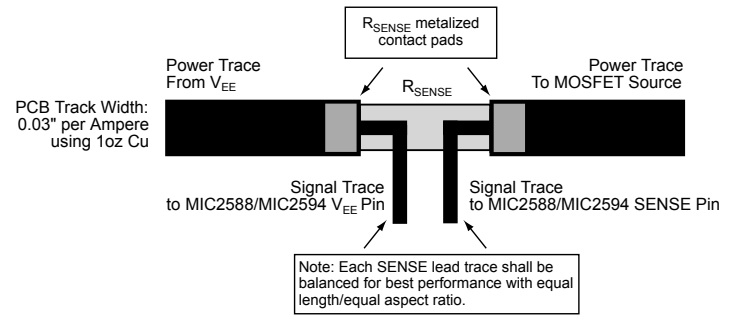 R_SENSE metalized
contact pads
Power Trace
From V_EE
Power Trace
To MOSFET Source
R_SENSE
PCB Track Width:
0.03" per Ampere
using 1oz Cu
Signal Trace
to MIC2588/MIC2594 V_EE Pin
Signal Trace
to MIC2588/MIC2594 SENSE Pin
Note: Each SENSE lead trace shall be
balanced for best performance with equal
length/equal aspect ratio.